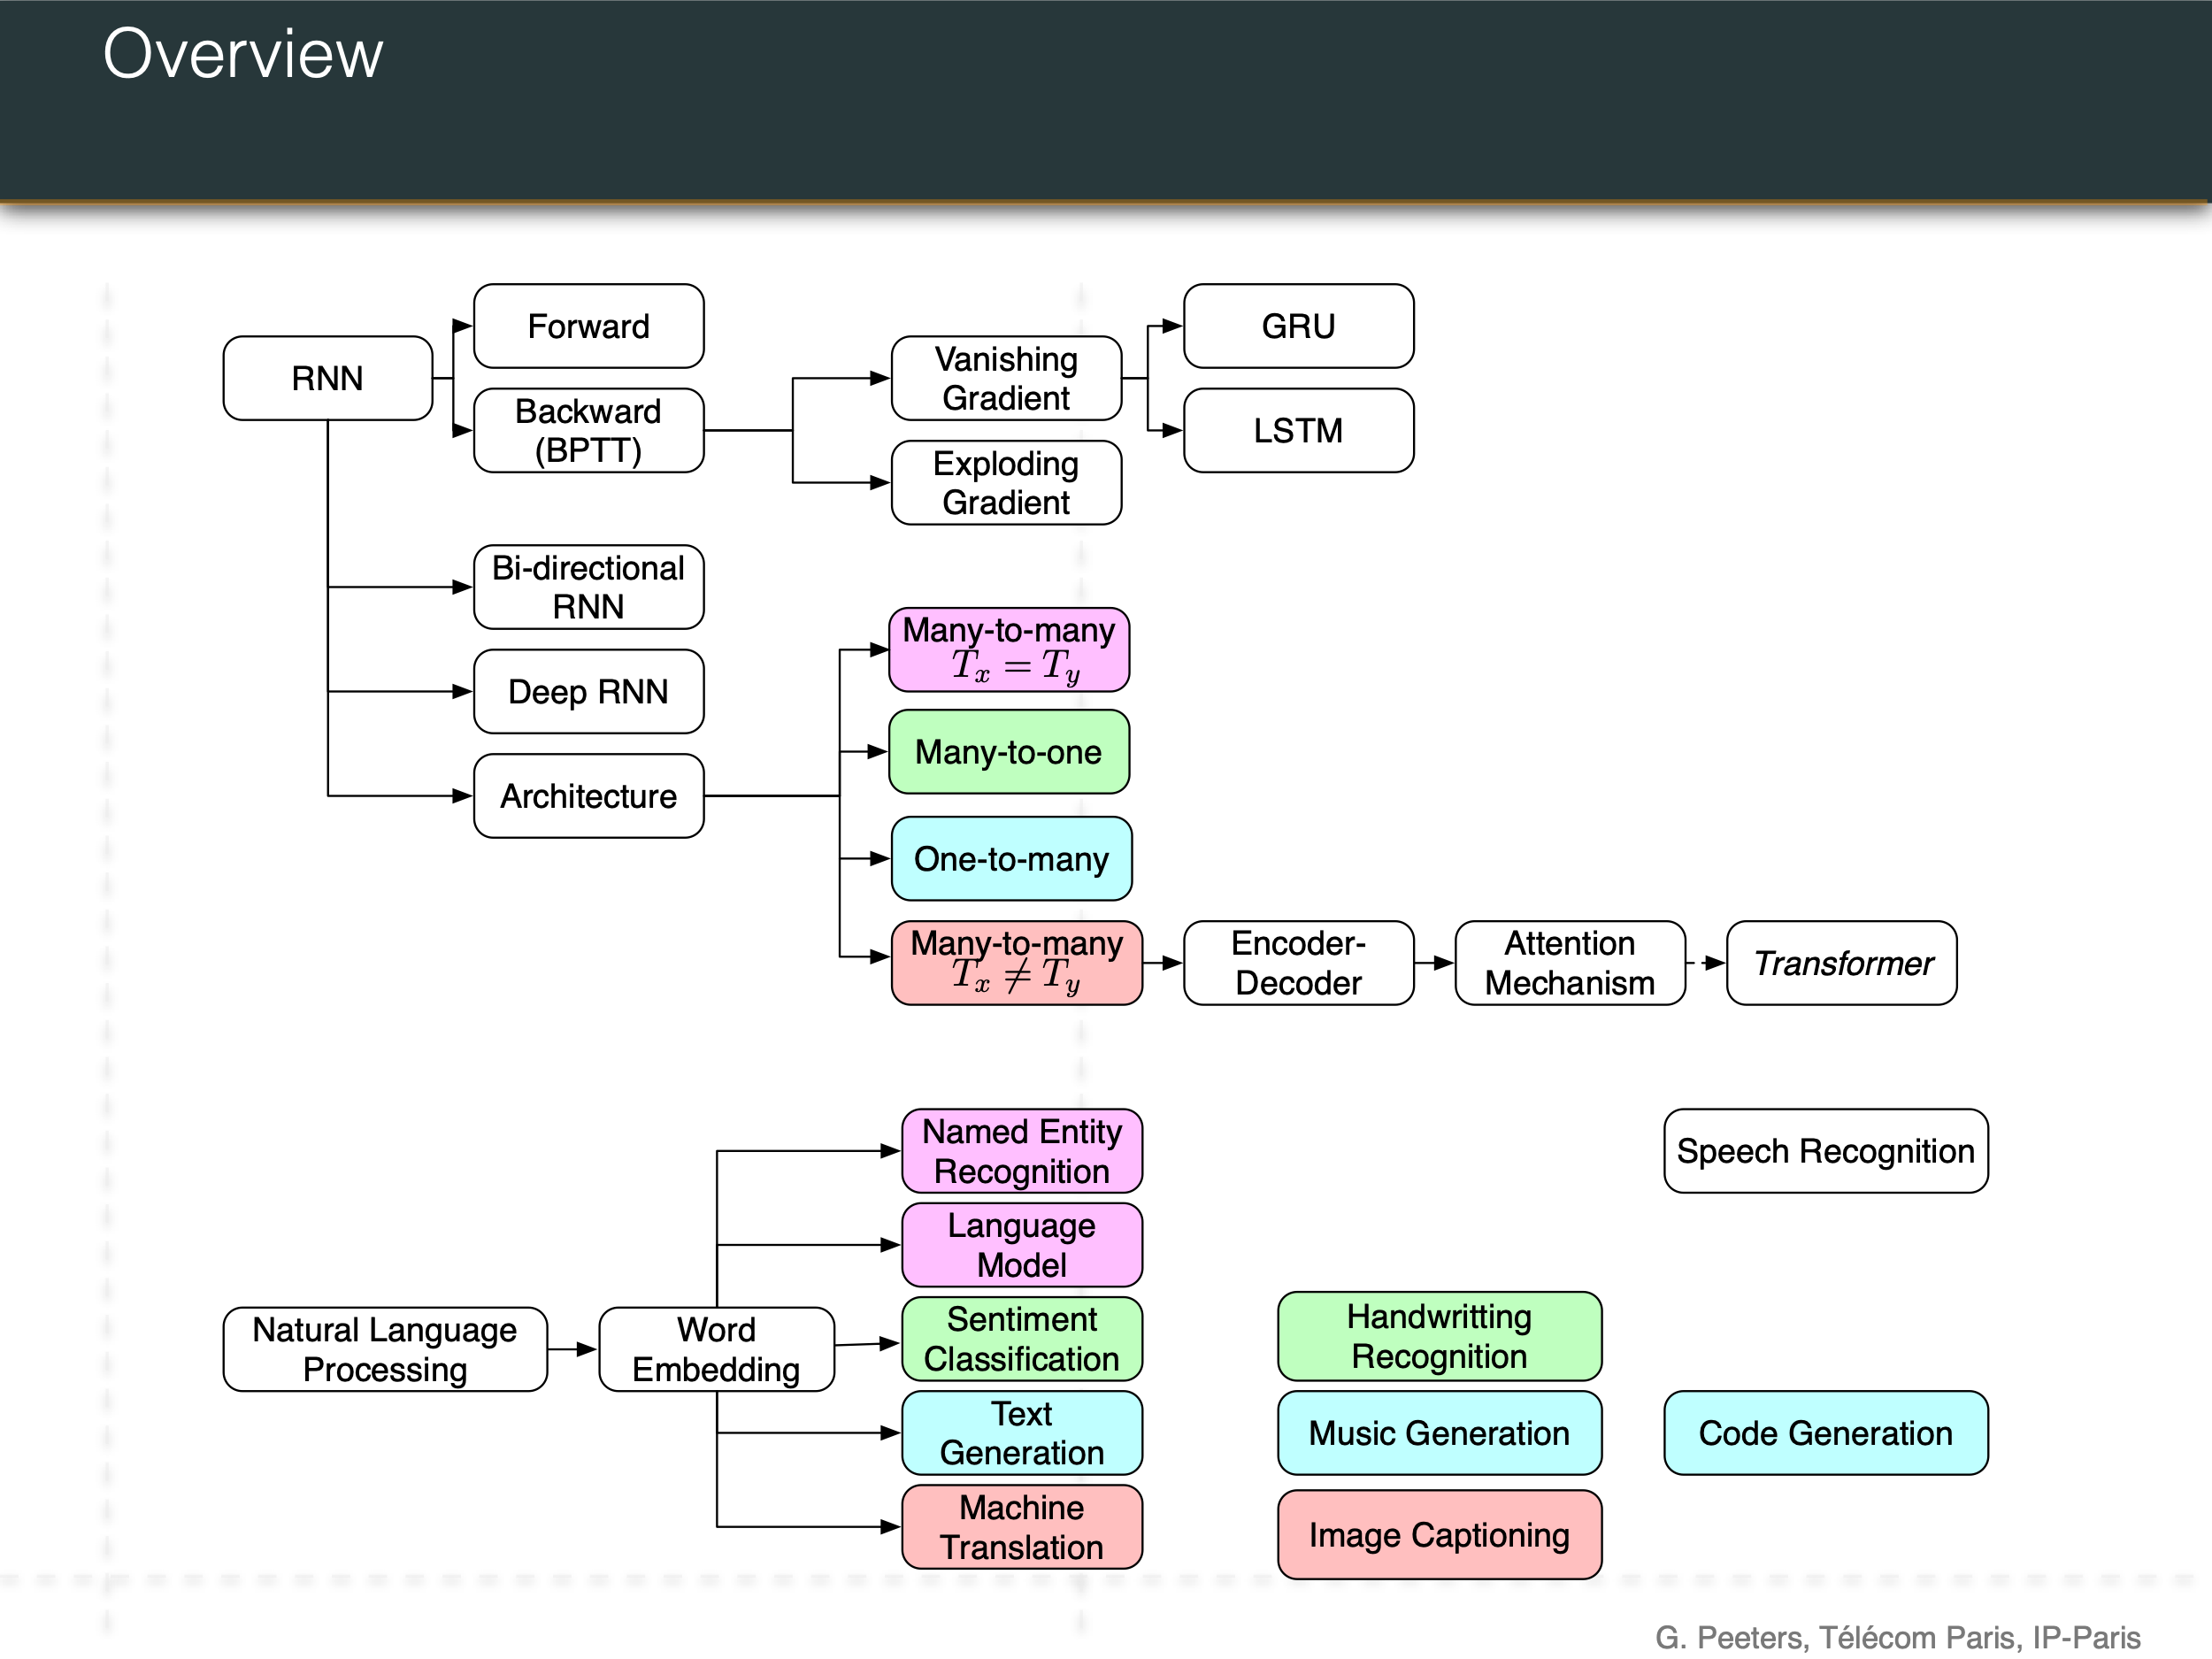 Overview
RNN
Forward
Backward
(BPTT)
Vanishing
Gradient
Exploding
Gradient
GRU
LSTM
Bi-directional
RNN
Deep RNN
Architecture
Many-to-many
T_x = T_y
Many-to-one
One-to-many
Many-to-many
T_x ≠ T_y
Encoder-
Decoder
Attention
Mechanism
Transformer
Natural Language
Processing
Word
Embedding
Named Entity
Recognition
Language
Model
Sentiment
Classification
Text
Generation
Machine
Translation
Speech Recognition
Handwritting
Recognition
Music Generation
Code Generation
Image Captioning
G. Peeters, Télécom Paris, IP-Paris